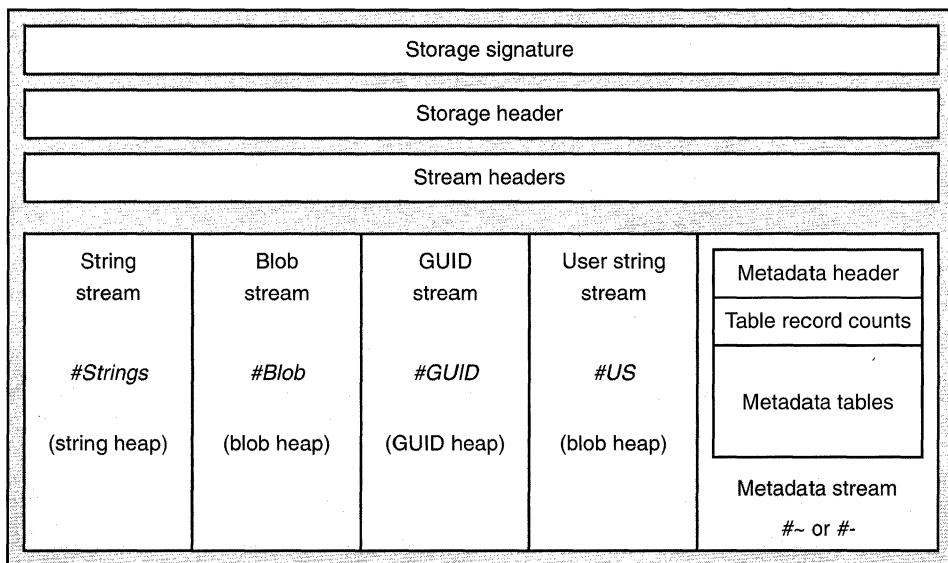 Storage signature
Storage header
Stream headers
String
stream
#Strings
(string heap)
Blob
stream
#Blob
(blob heap)
GUID
stream
#GUID
(GUID heap)
User string
stream
#US
(blob heap)
Metadata header
Table record counts
Metadata tables
Metadata stream
#~ or #-